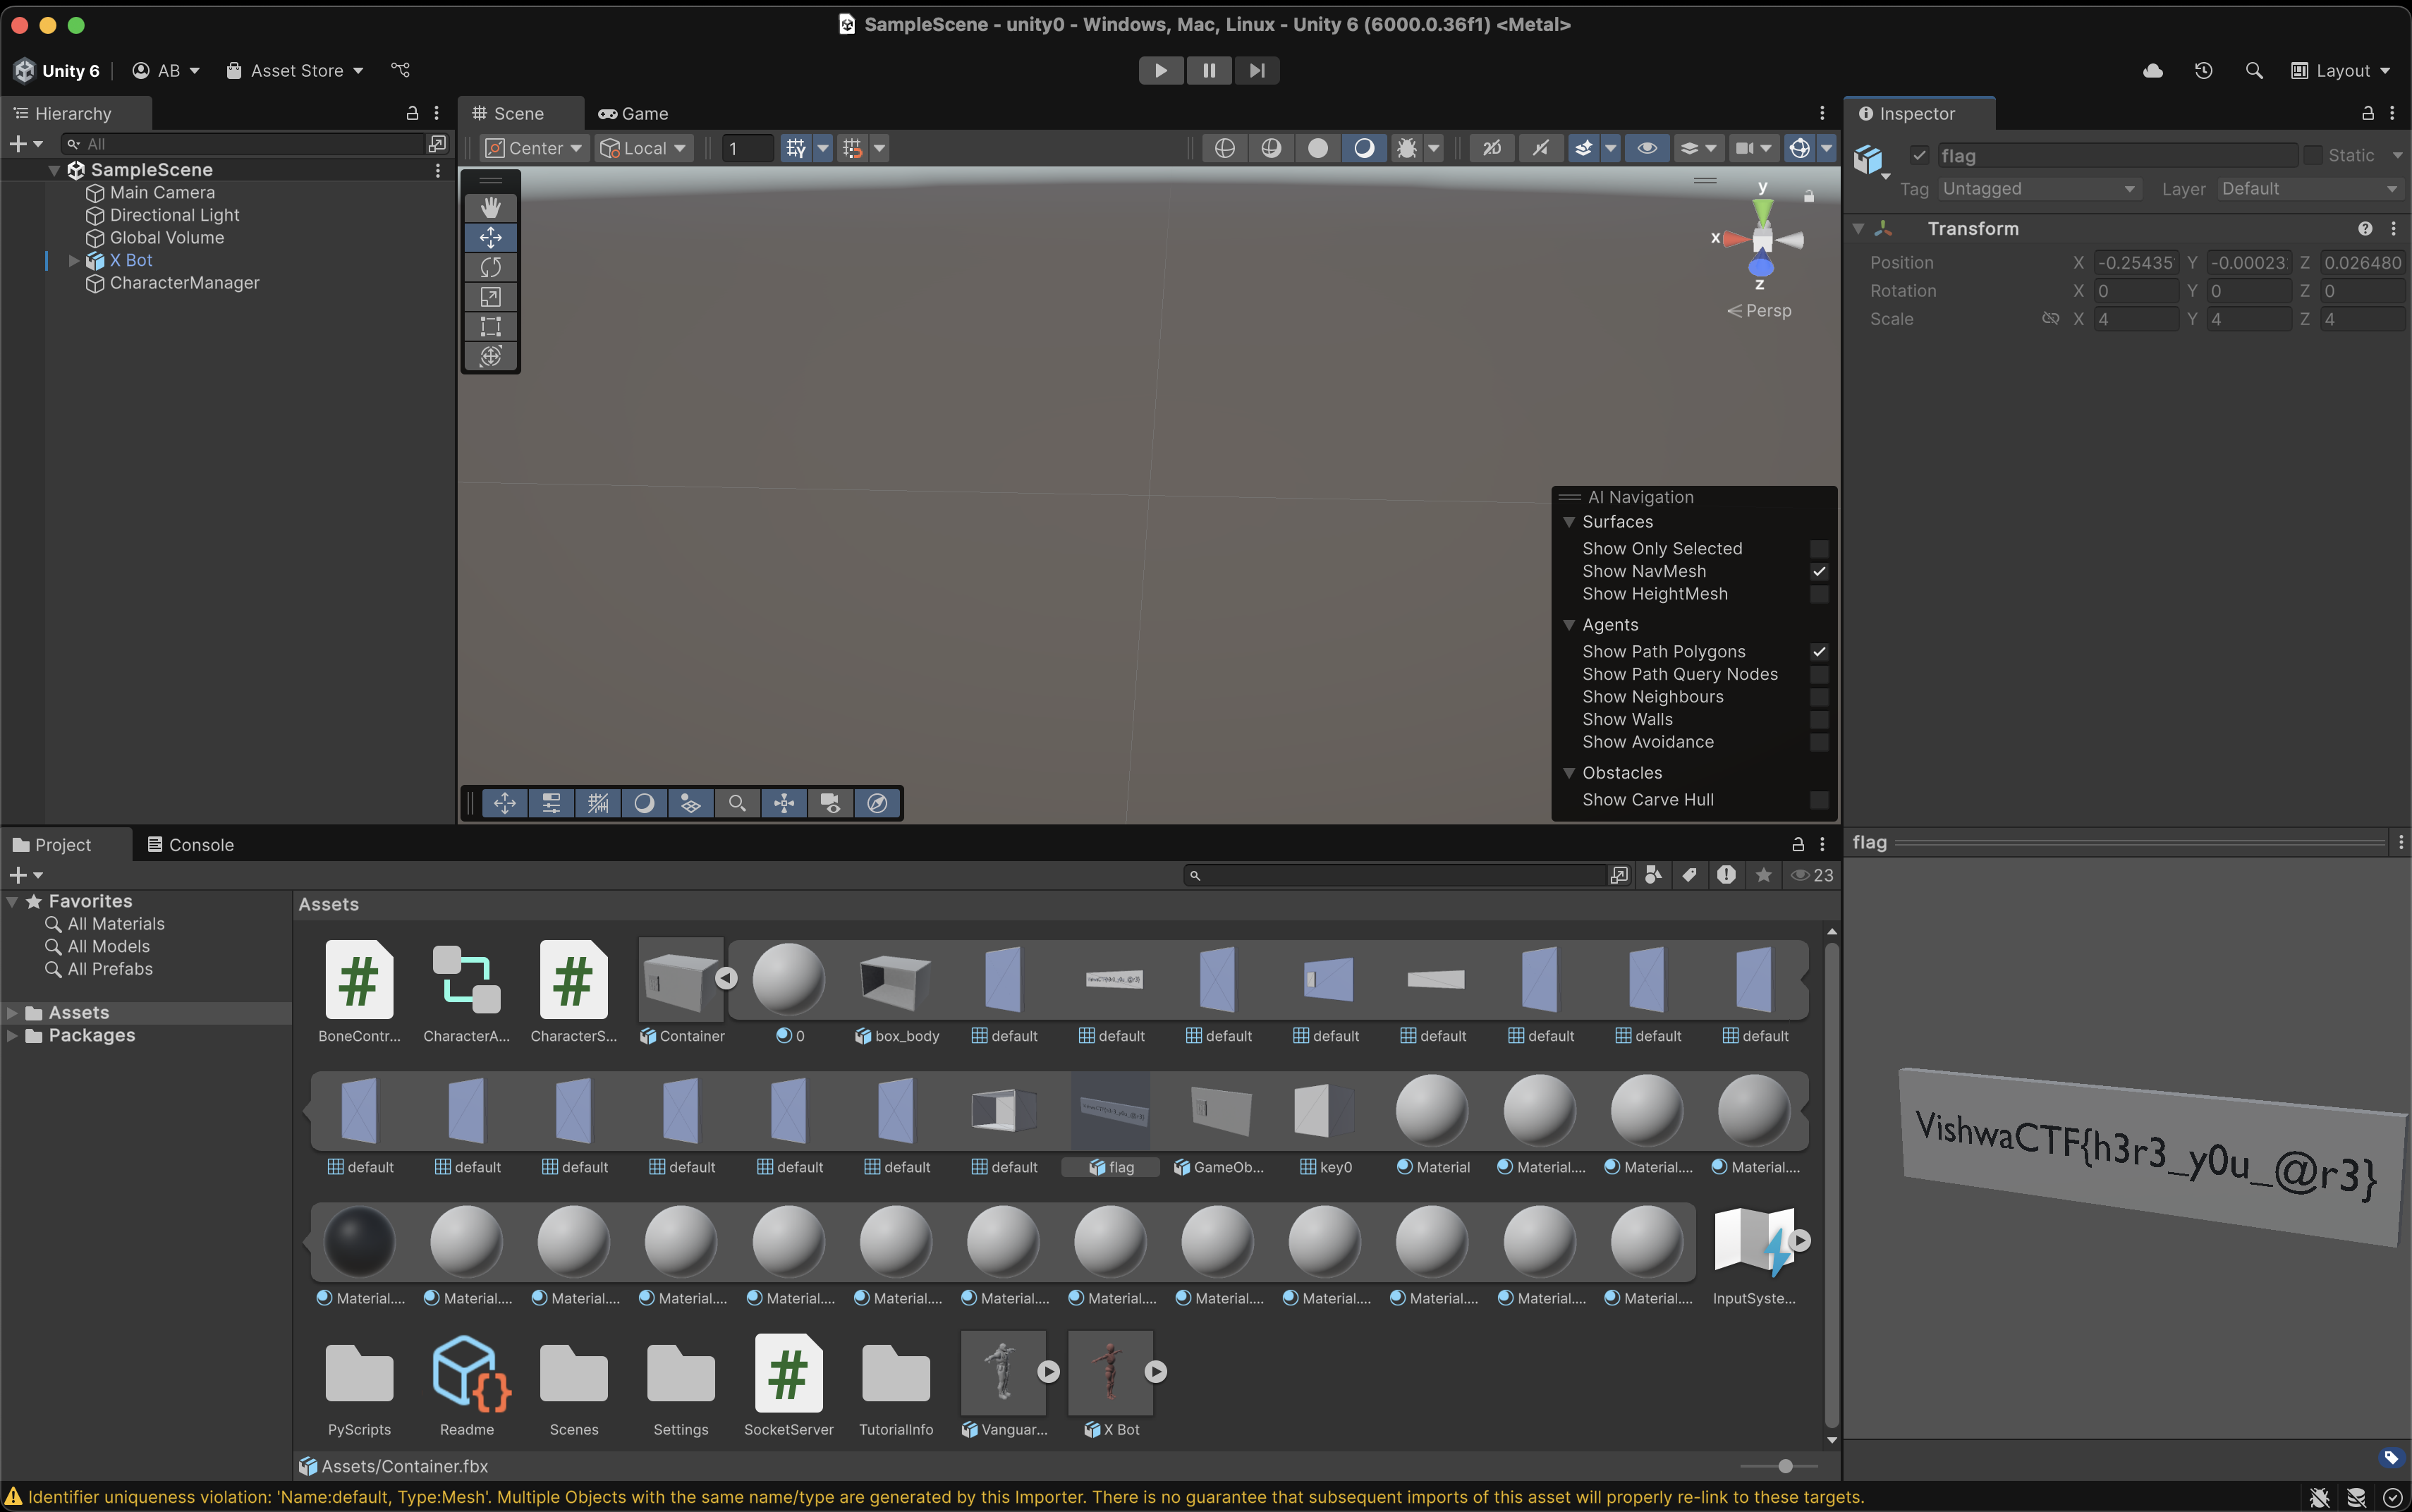 SampleScene - unity0 - Windows, Mac, Linux - Unity 6 (6000.0.36f1) <Metal>
Unity 6
AB
Asset Store
Layout
Hierarchy
All
SampleScene
Main Camera
Directional Light
Global Volume
X Bot
CharacterManager
Scene
Game
Center
Local
1
2D
y
x
z
Persp
AI Navigation
Surfaces
Show Only Selected
Show NavMesh
Show HeightMesh
Agents
Show Path Polygons
Show Path Query Nodes
Show Neighbours
Show Walls
Show Avoidance
Obstacles
Show Carve Hull
Inspector
flag
Static
Tag Untagged Layer Default
Transform
Position X -0.25435 Y -0.00023 Z 0.026480
Rotation X 0 Y 0 Z 0
Scale X 4 Y 4 Z 4
Project
Console
23
Favorites
All Materials
All Models
All Prefabs
Assets
Packages
Assets
BoneContr... CharacterA... CharacterS... Container 0 box_body default default default default default default default default
default default default default default default default flag GameOb... key0 Material Material.... Material.... Material....
Material.... Material.... Material.... Material.... Material.... Material.... Material.... Material.... Material.... Material.... Material.... Material.... Material.... InputSyste...
PyScripts Readme Scenes Settings SocketServer TutorialInfo Vanguar... X Bot
Assets/Container.fbx
flag
VishwaCTF{h3r3_y0u_@r3}
Identifier uniqueness violation: 'Name:default, Type:Mesh'. Multiple Objects with the same name/type are generated by this Importer. There is no guarantee that subsequent imports of this asset will properly re-link to these targets.